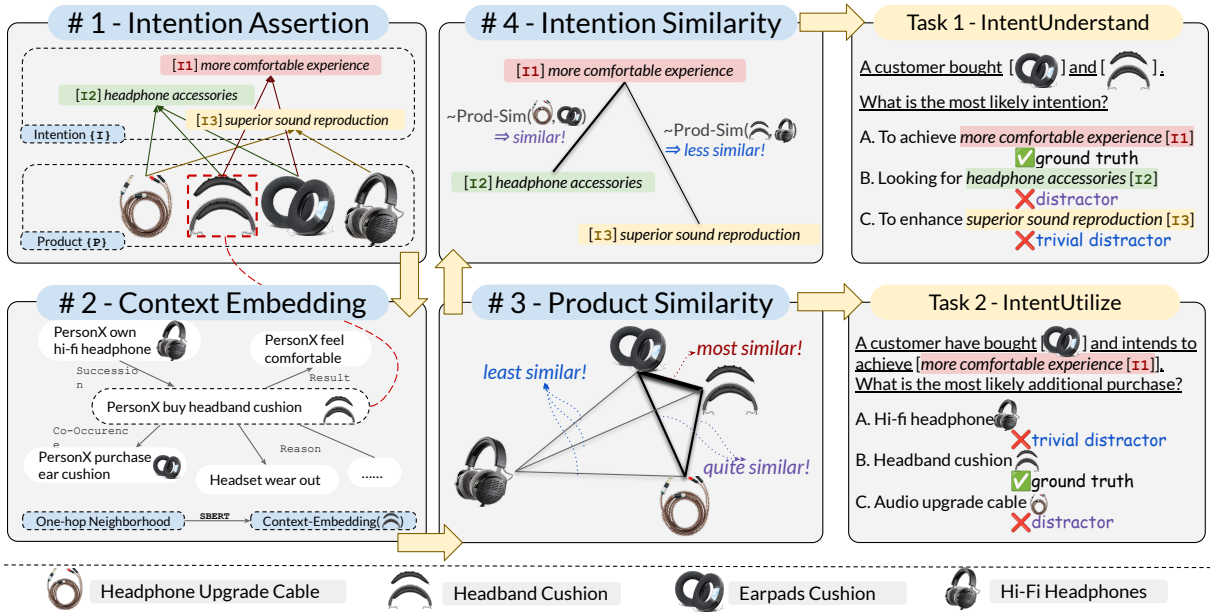 # 1 - Intention Assertion
[I1] more comfortable experience
[I2] headphone accessories
[I3] superior sound reproduction
Intention {I}
Product {P}
# 2 - Context Embedding
PersonX own
hi-fi headphone
PersonX feel
comfortable
Successio
n
Result
PersonX buy headband cushion
Co-Occurenc
e
Reason
PersonX purchase
ear cushion
Headset wear out
......
One-hop Neighborhood
SBERT
Context-Embedding( )
# 4 - Intention Similarity
[I1] more comfortable experience
~Prod-Sim( , )
⇒ similar!
~Prod-Sim( , )
⇒ less similar!
[I2] headphone accessories
[I3] superior sound reproduction
# 3 - Product Similarity
most similar!
least similar!
quite similar!
Task 1 - IntentUnderstand
A customer bought [ ] and [ ] .
What is the most likely intention?
A. To achieve more comfortable experience [I1]
✅ground truth
B. Looking for headphone accessories [I2]
❌distractor
C. To enhance superior sound reproduction [I3]
❌trivial distractor
Task 2 - IntentUtilize
A customer have bought [ ] and intends to
achieve [more comfortable experience [I1]].
What is the most likely additional purchase?
A. Hi-fi headphone
❌trivial distractor
B. Headband cushion
✅ground truth
C. Audio upgrade cable
❌distractor
Headphone Upgrade Cable
Headband Cushion
Earpads Cushion
Hi-Fi Headphones